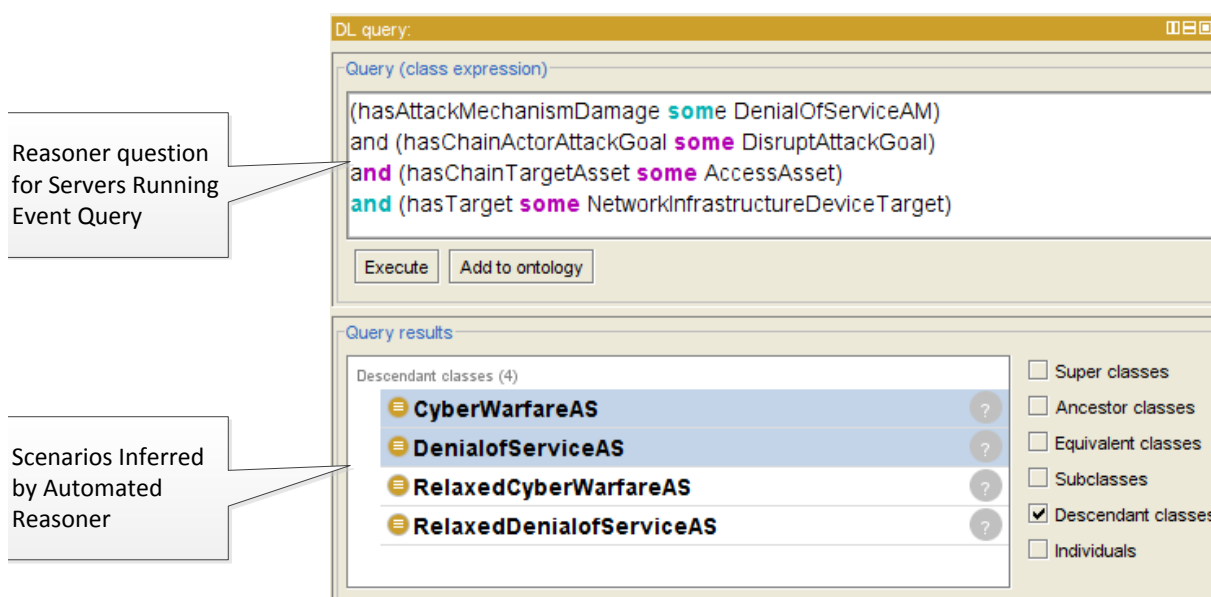 DL query:
Query (class expression)
(hasAttackMechanismDamage some DenialOfServiceAM)
and (hasChainActorAttackGoal some DisruptAttackGoal)
and (hasChainTargetAsset some AccessAsset)
and (hasTarget some NetworkInfrastructureDeviceTarget)
Execute
Add to ontology
Reasoner question
for Servers Running
Event Query
Query results
Descendant classes (4)
CyberWarfareAS
?
DenialofServiceAS
?
RelaxedCyberWarfareAS
?
RelaxedDenialofServiceAS
?
Super classes
Ancestor classes
Equivalent classes
Subclasses
Descendant classes
Individuals
Scenarios Inferred
by Automated
Reasoner